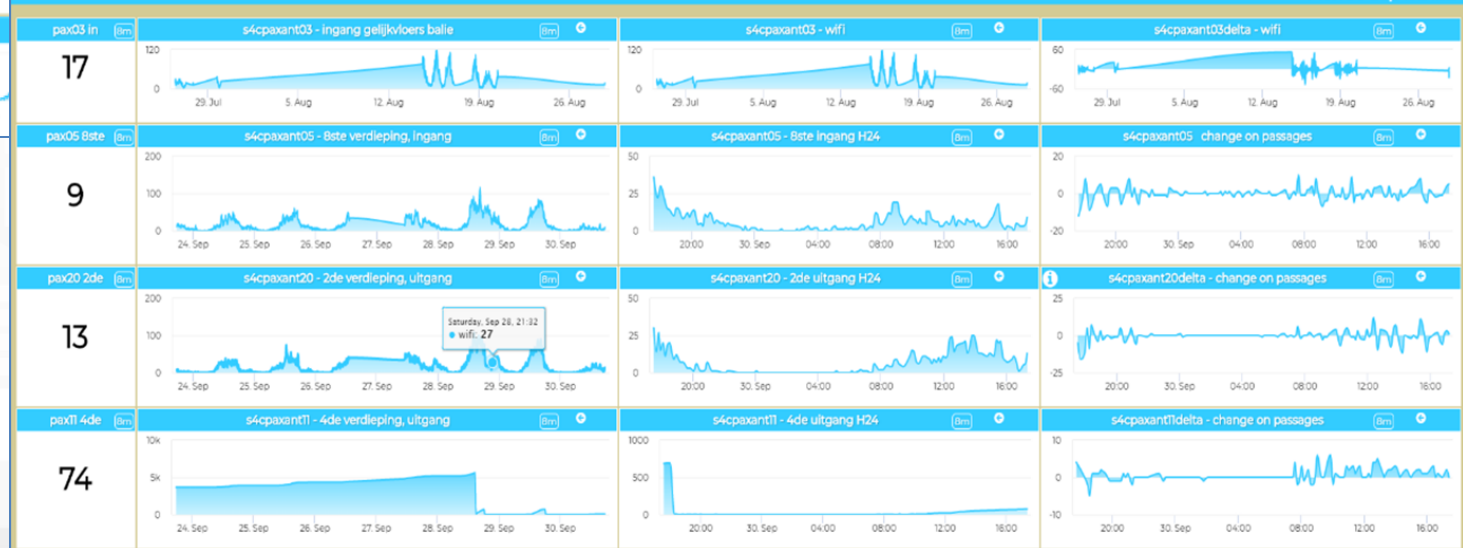 pax03 in 8m
s4cpaxant03 - ingang gelijkvloers balie 8m
s4cpaxant03 - wifi 8m
s4cpaxant03delta - wifi 8m
17
120
0
29. Jul 5. Aug 12. Aug 19. Aug 26. Aug
120
0
29. Jul 5. Aug 12. Aug 19. Aug 26. Aug
60
-60
29. Jul 5. Aug 12. Aug 19. Aug 26. Aug
pax05 8ste 8m
s4cpaxant05 - 8ste verdieping, ingang 8m
s4cpaxant05 - 8ste ingang H24 8m
s4cpaxant05 change on passages 8m
9
200
100
0
24. Sep 25. Sep 26. Sep 27. Sep 28. Sep 29. Sep 30. Sep
50
25
0
20:00 30. Sep 04:00 08:00 12:00 16:00
20
0
-20
20:00 30. Sep 04:00 08:00 12:00 16:00
pax20 2de 8m
s4cpaxant20 - 2de verdieping, uitgang 8m
s4cpaxant20 - 2de uitgang H24 8m
s4cpaxant20delta - change on passages 8m
13
200
100
0
Saturday, Sep 28, 21:32
wifi: 27
24. Sep 25. Sep 26. Sep 27. Sep 28. Sep 29. Sep 30. Sep
50
25
0
20:00 30. Sep 04:00 08:00 12:00 16:00
25
0
-25
20:00 30. Sep 04:00 08:00 12:00 16:00
pax11 4de 8m
s4cpaxant11 - 4de verdieping, uitgang 8m
s4cpaxant11 - 4de uitgang H24 8m
s4cpaxant11delta - change on passages 8m
74
10k
5k
0
24. Sep 25. Sep 26. Sep 27. Sep 28. Sep 29. Sep 30. Sep
1000
500
0
20:00 30. Sep 04:00 08:00 12:00 16:00
10
0
-10
20:00 30. Sep 04:00 08:00 12:00 16:00